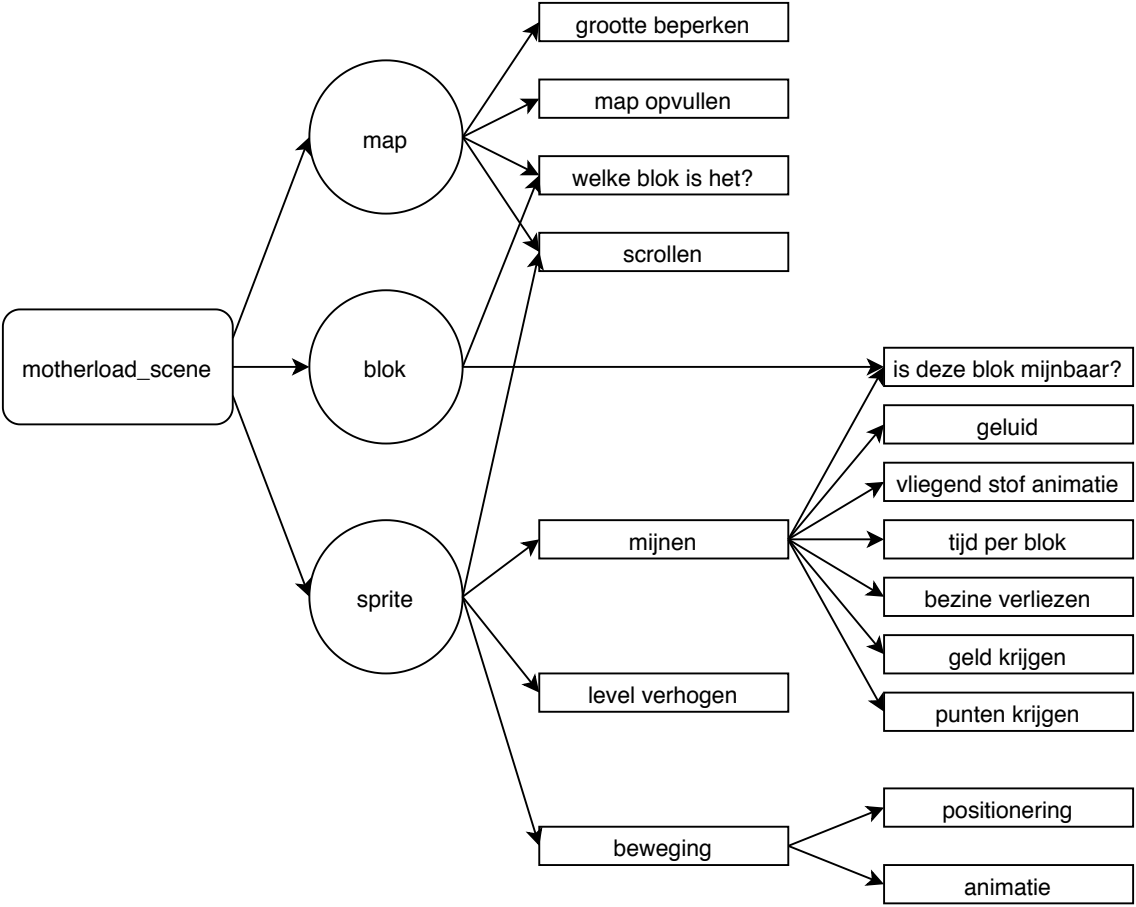 grootte beperken
map opvullen
map
welke blok is het?
scrollen
motherload_scene
blok
is deze blok mijnbaar?
geluid
vliegend stof animatie
mijnen
tijd per blok
sprite
bezine verliezen
geld krijgen
level verhogen
punten krijgen
positionering
beweging
animatie